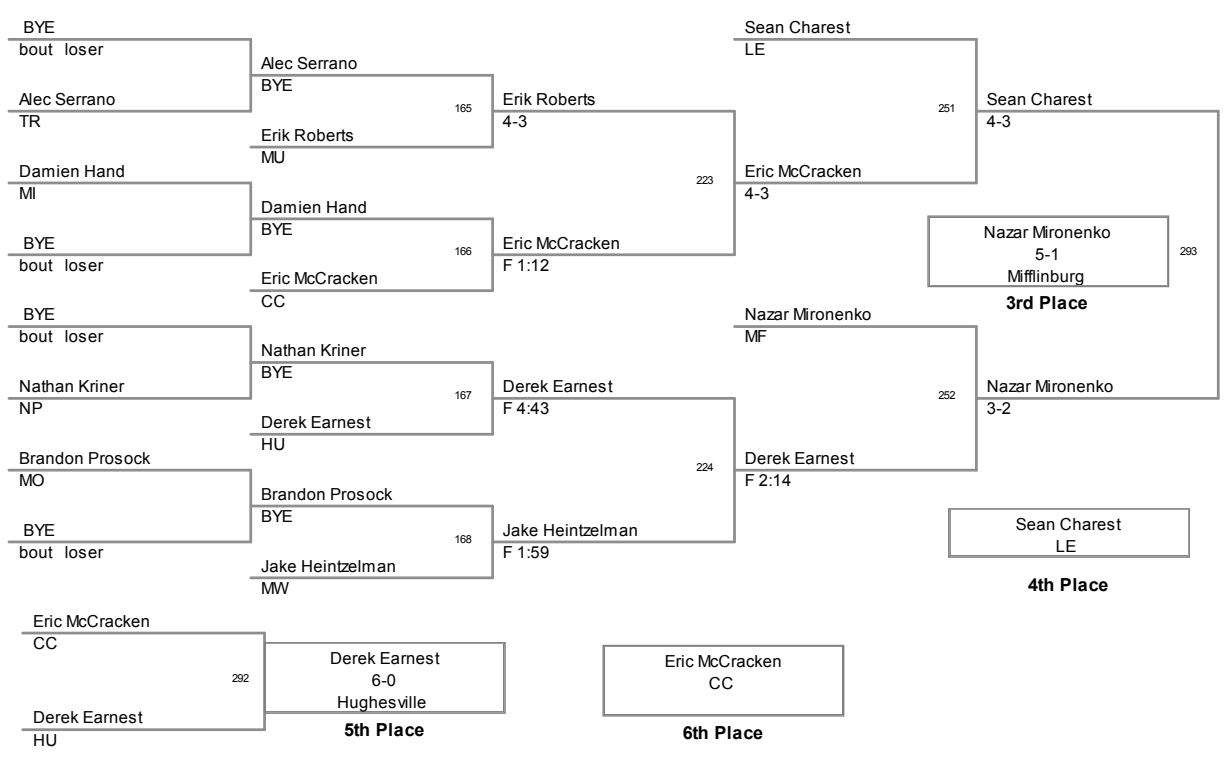 BYE
bout loser
Alec Serrano
TR
Damien Hand
MI
BYE
bout loser
BYE
bout loser
Nathan Kriner
NP
Brandon Prosock
MO
BYE
bout loser
Alec Serrano
BYE
165
Erik Roberts
MU
Damien Hand
BYE
166
Eric McCracken
CC
Nathan Kriner
BYE
167
Derek Earnest
HU
Brandon Prosock
BYE
168
Jake Heintzelman
MW
Erik Roberts
4-3
223
Eric McCracken
F 1:12
Derek Earnest
F 4:43
224
Jake Heintzelman
F 1:59
Sean Charest
LE
251
Eric McCracken
4-3
Nazar Mironenko
MF
252
Derek Earnest
F 2:14
Sean Charest
4-3
Nazar Mironenko
5-1
Mifflinburg
293
3rd Place
Nazar Mironenko
3-2
Sean Charest
LE
4th Place
Eric McCracken
CC
292
Derek Earnest
HU
Derek Earnest
6-0
Hughesville
5th Place
Eric McCracken
CC
6th Place